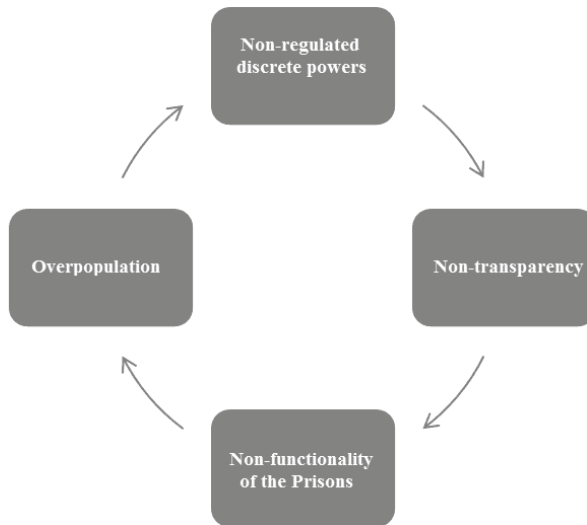 Non-regulated
discrete powers
Overpopulation
Non-transparency
Non-functionality
of the Prisons